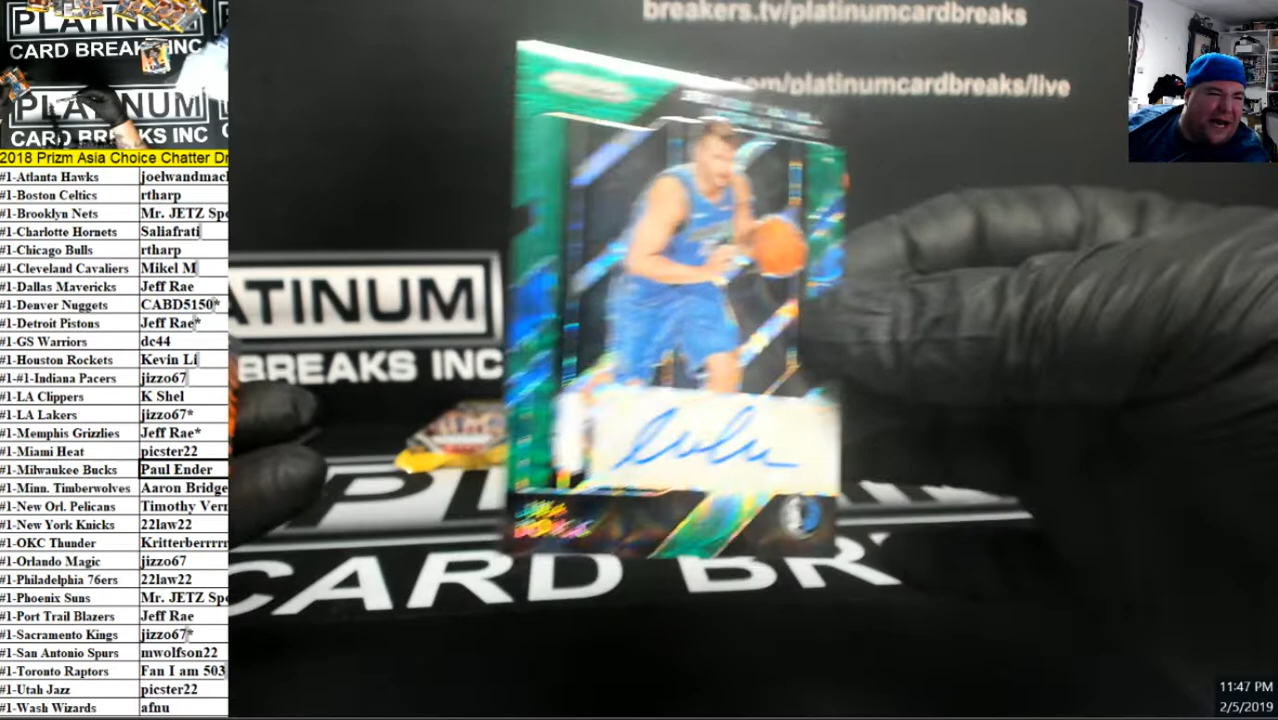 PLATINUM
CARD BREAK INC
PLATINUM
CARD BREAKS INC
2018 Prizm Asia Choice Chatter Dr
#1-Atlanta Hawks joelwandmacl
#1-Boston Celtics rtharp
#1-Brooklyn Nets Mr. JETZ Spo
#1-Charlotte Hornets Saliafrati
#1-Chicago Bulls rtharp
#1-Cleveland Cavaliers Mikel M
#1-Dallas Mavericks Jeff Rae
#1-Denver Nuggets CABD5150*
#1-Detroit Pistons Jeff Rae*
#1-GS Warriors dc44
#1-Houston Rockets Kevin Li
#1-#1-Indiana Pacers jizzo67
#1-LA Clippers K Shel
#1-LA Lakers jizzo67*
#1-Memphis Grizzlies Jeff Rae*
#1-Miami Heat picster22
#1-Milwaukee Bucks Paul Ender
#1-Minn. Timberwolves Aaron Bridge
#1-New Orl. Pelicans Timothy Verr
#1-New York Knicks 22law22
#1-OKC Thunder Kritterberrrrr
#1-Orlando Magic jizzo67
#1-Philadelphia 76ers 22law22
#1-Phoenix Suns Mr. JETZ Spo
#1-Port Trail Blazers Jeff Rae
#1-Sacramento Kings jizzo67*
#1-San Antonio Spurs mwolfson22
#1-Toronto Raptors Fan I am 503
#1-Utah Jazz picster22
#1-Wash Wizards afnu
breakers.tv/platinumcardbreaks
.com/platinumcardbreaks/live
ATINUM
BREAKS INC
CARD BR
11:47 PM
2/5/2019